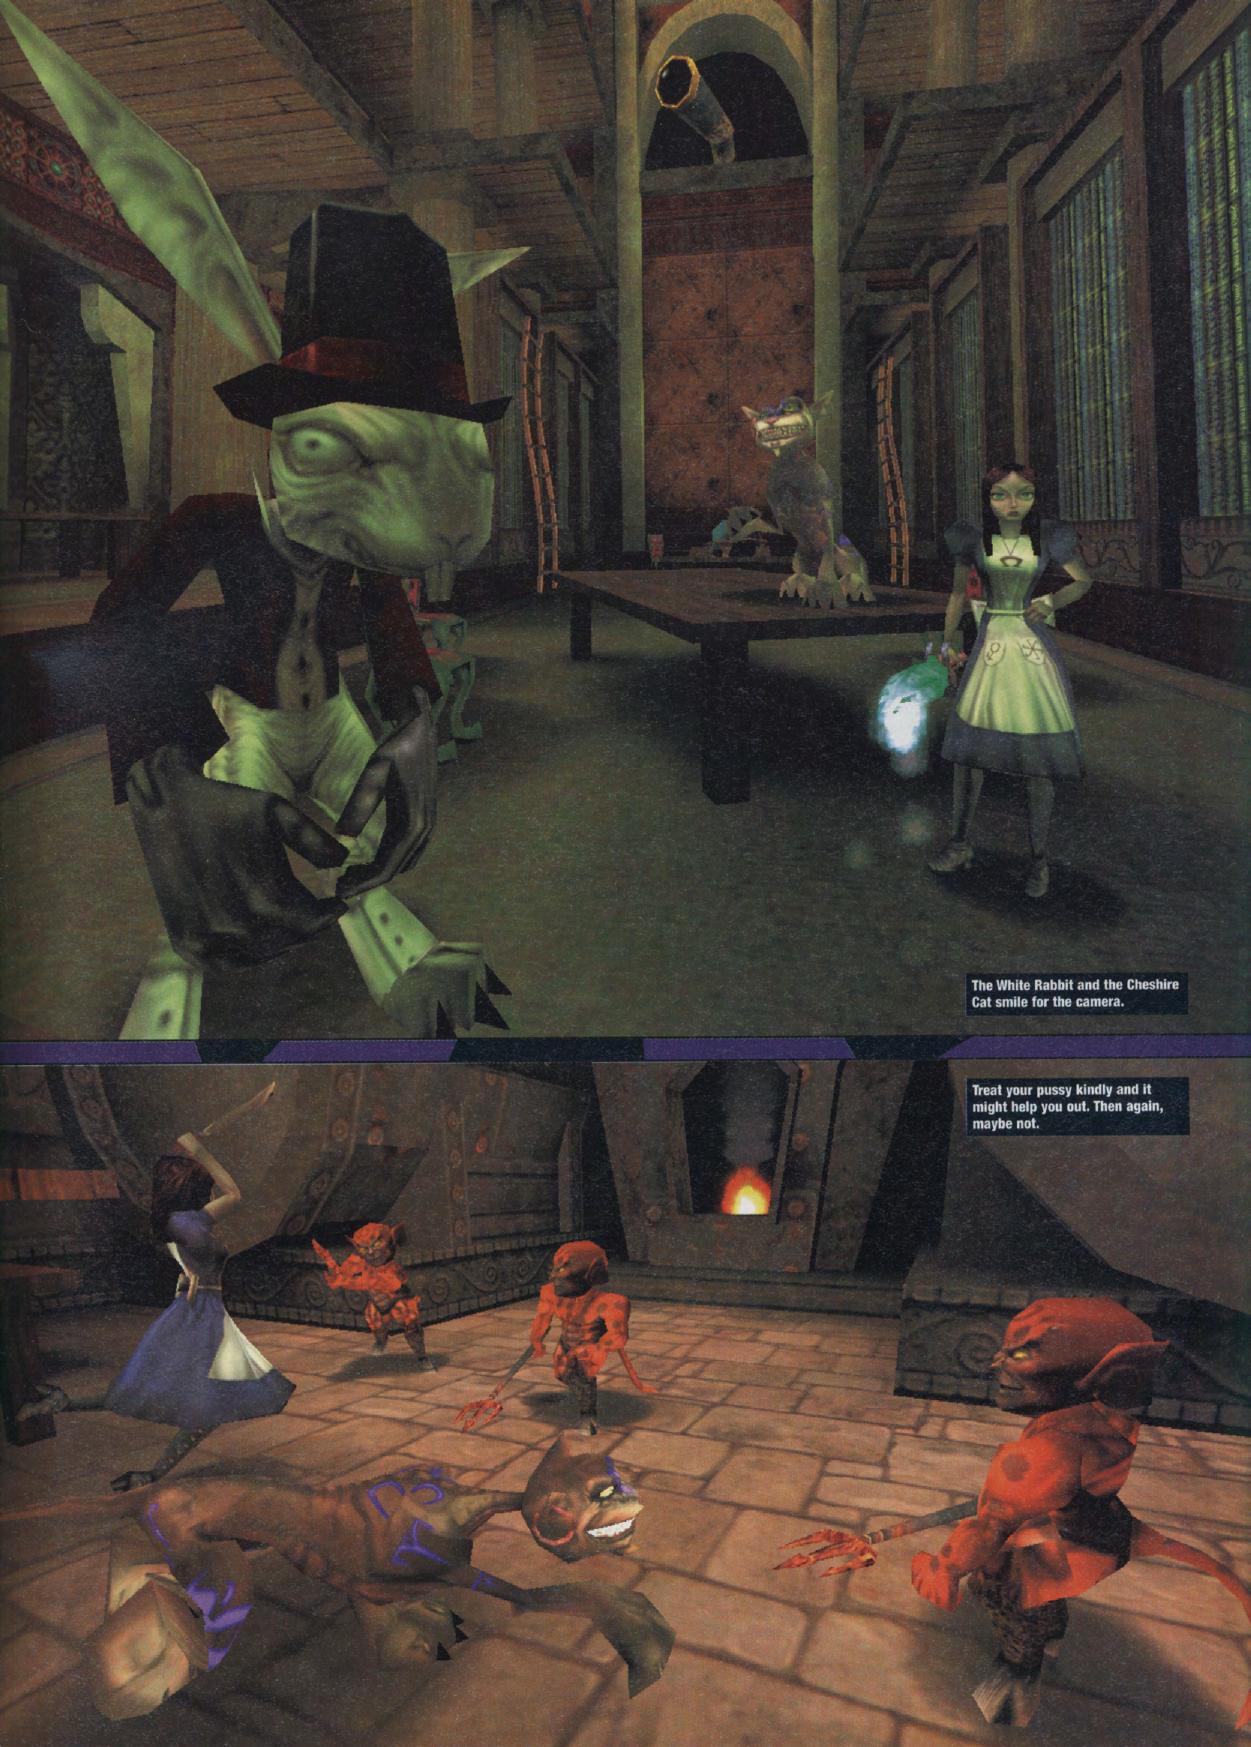 The White Rabbit and the Cheshire
Cat smile for the camera.
Treat your pussy kindly and it
might help you out. Then again,
maybe not.